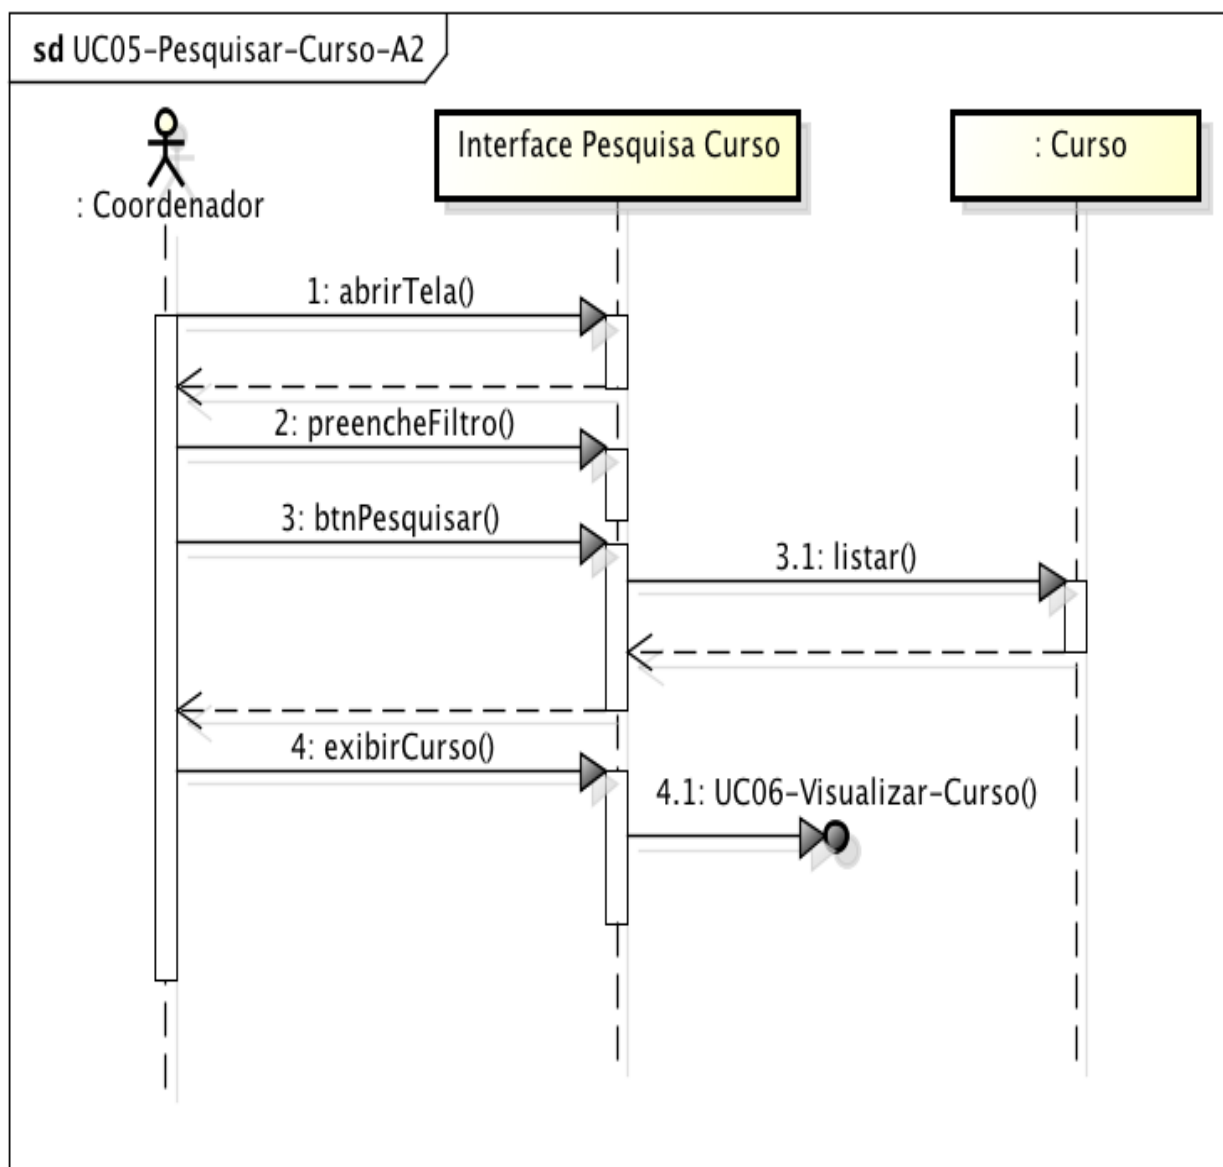 sd UC05-Pesquisar-Curso-A2
: Coordenador
Interface Pesquisa Curso
: Curso
1: abrirTela()
2: preencheFiltro()
3: btnPesquisar()
3.1: listar()
4: exibirCurso()
4.1: UC06-Visualizar-Curso()